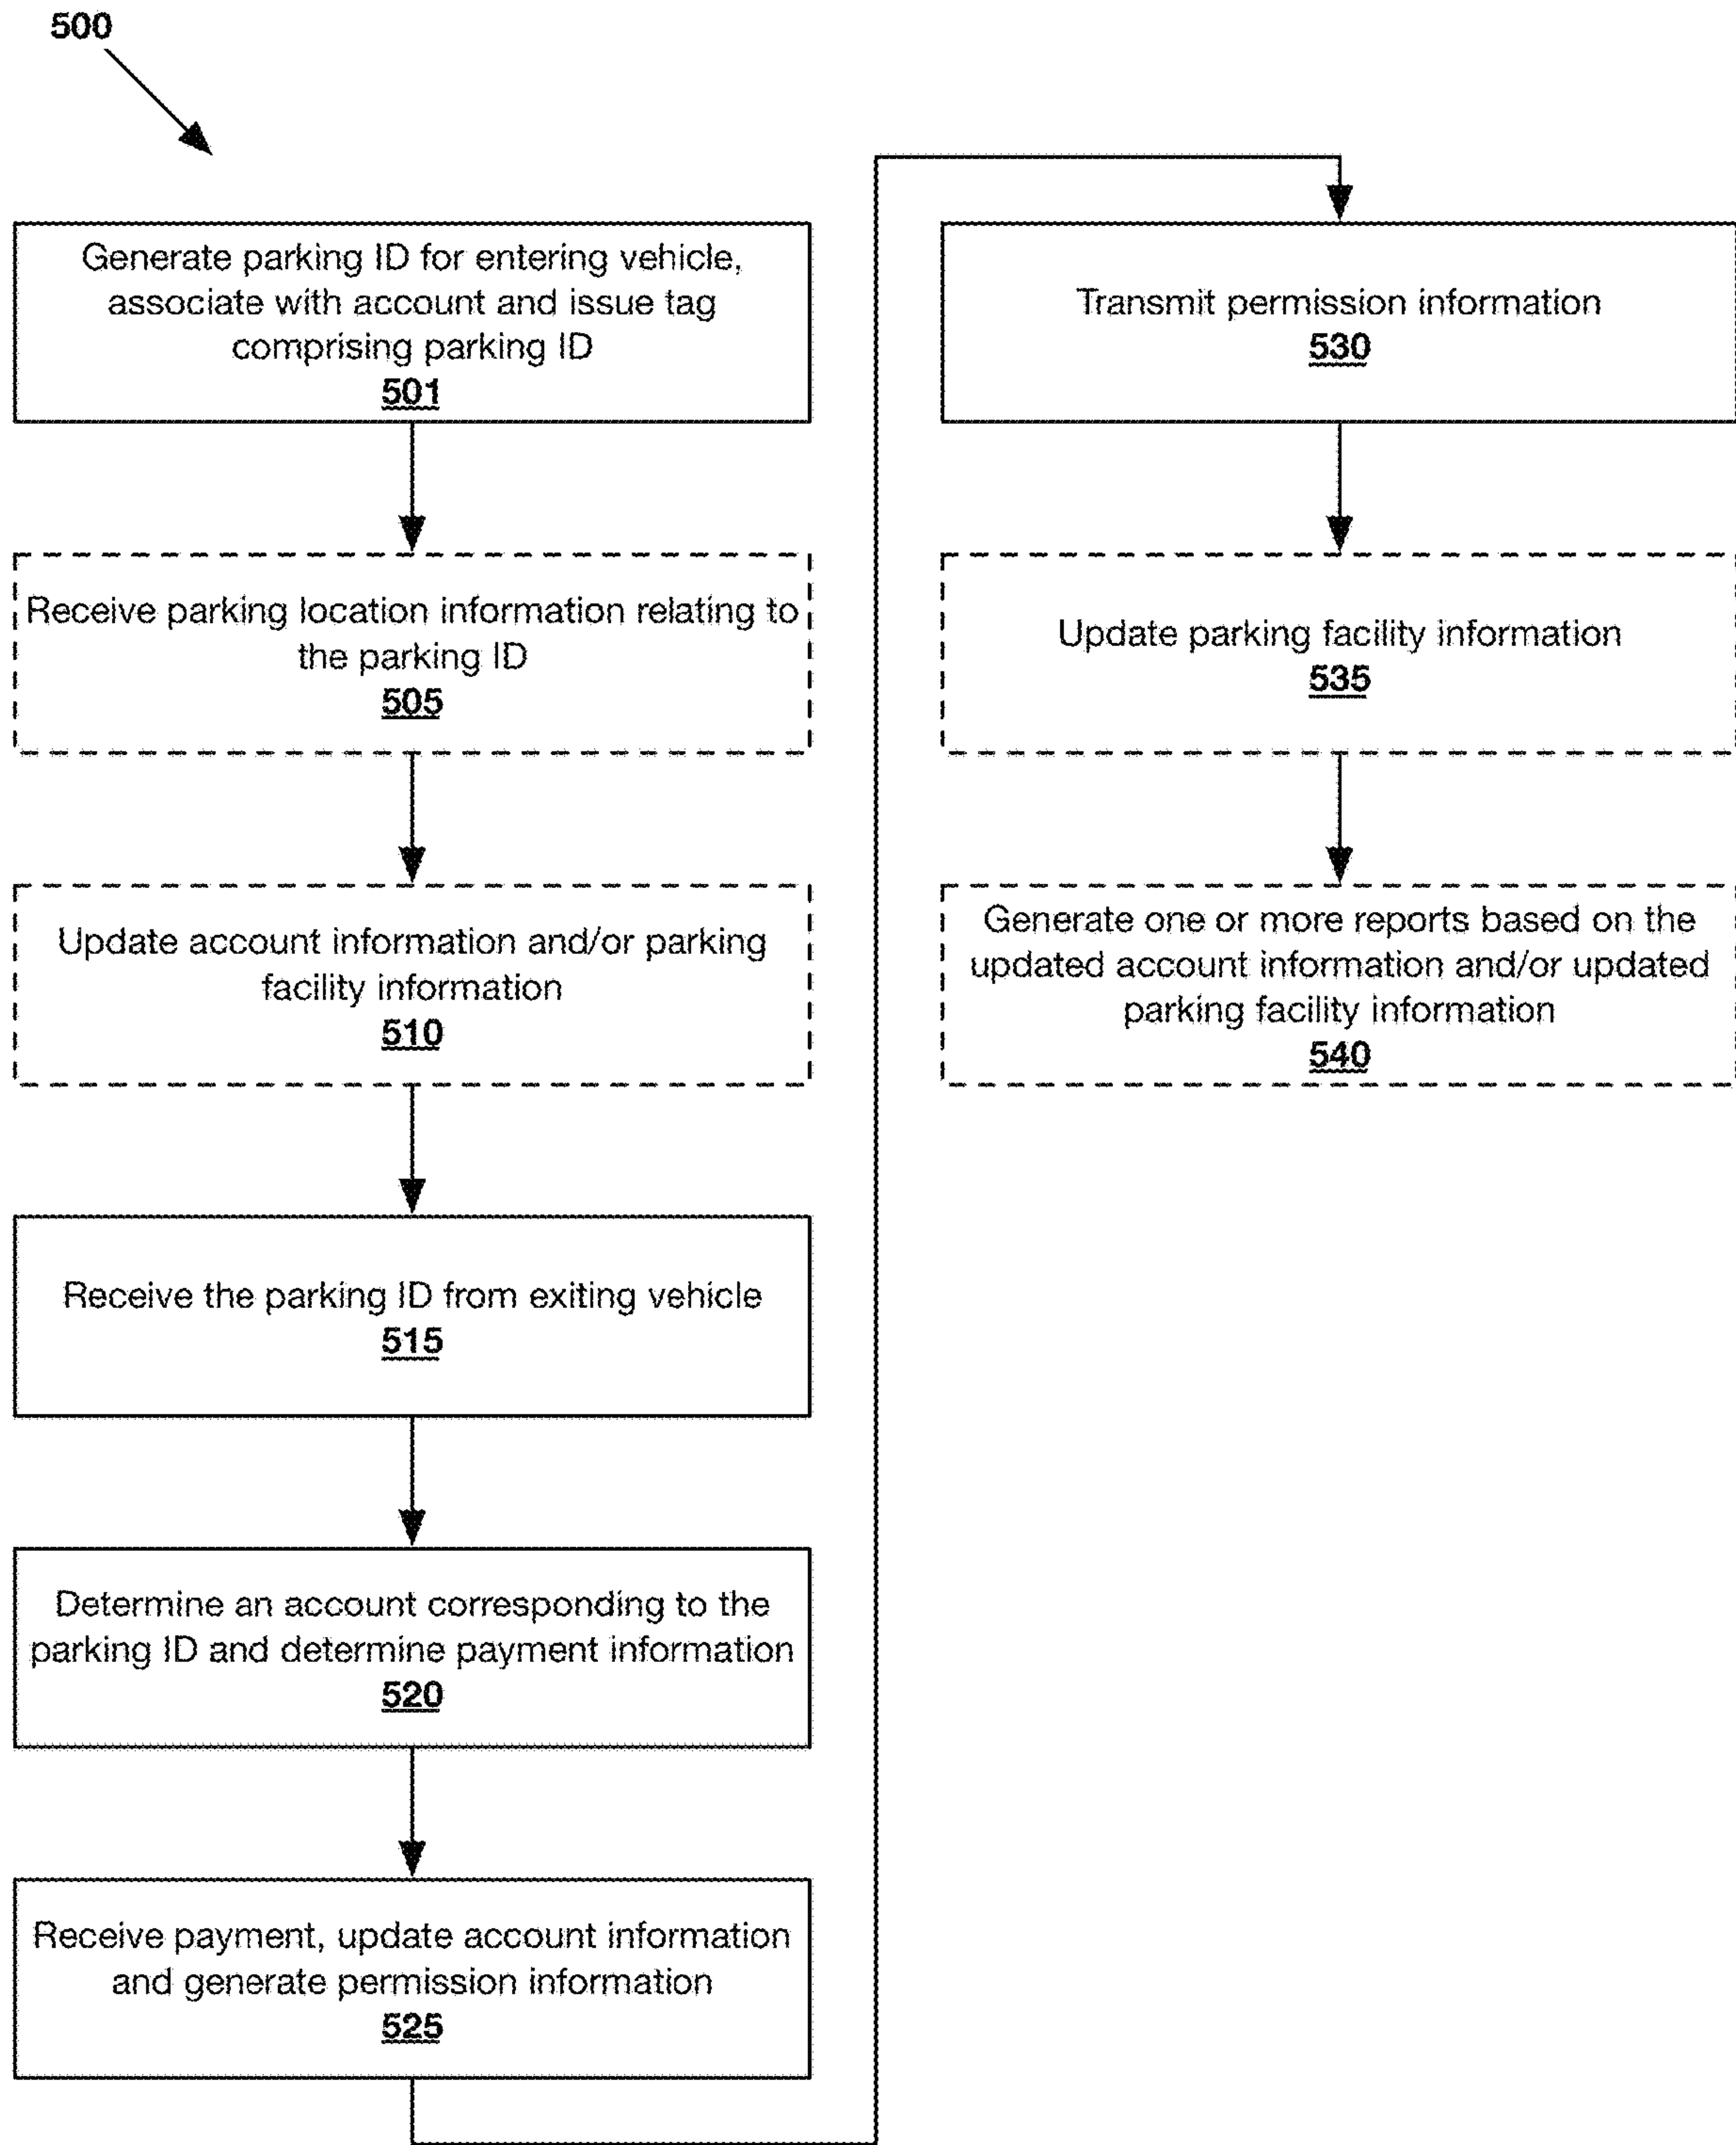 500
Generate parking ID for entering vehicle,
associate with account and issue tag
comprising parking ID
501
Receive parking location information relating to
the parking ID
505
Update account information and/or parking
facility information
510
Receive the parking ID from exiting vehicle
515
Determine an account corresponding to the
parking ID and determine payment information
520
Receive payment, update account information
and generate permission information
525
Transmit permission information
530
Update parking facility information
535
Generate one or more reports based on the
updated account information and/or updated
parking facility information
540